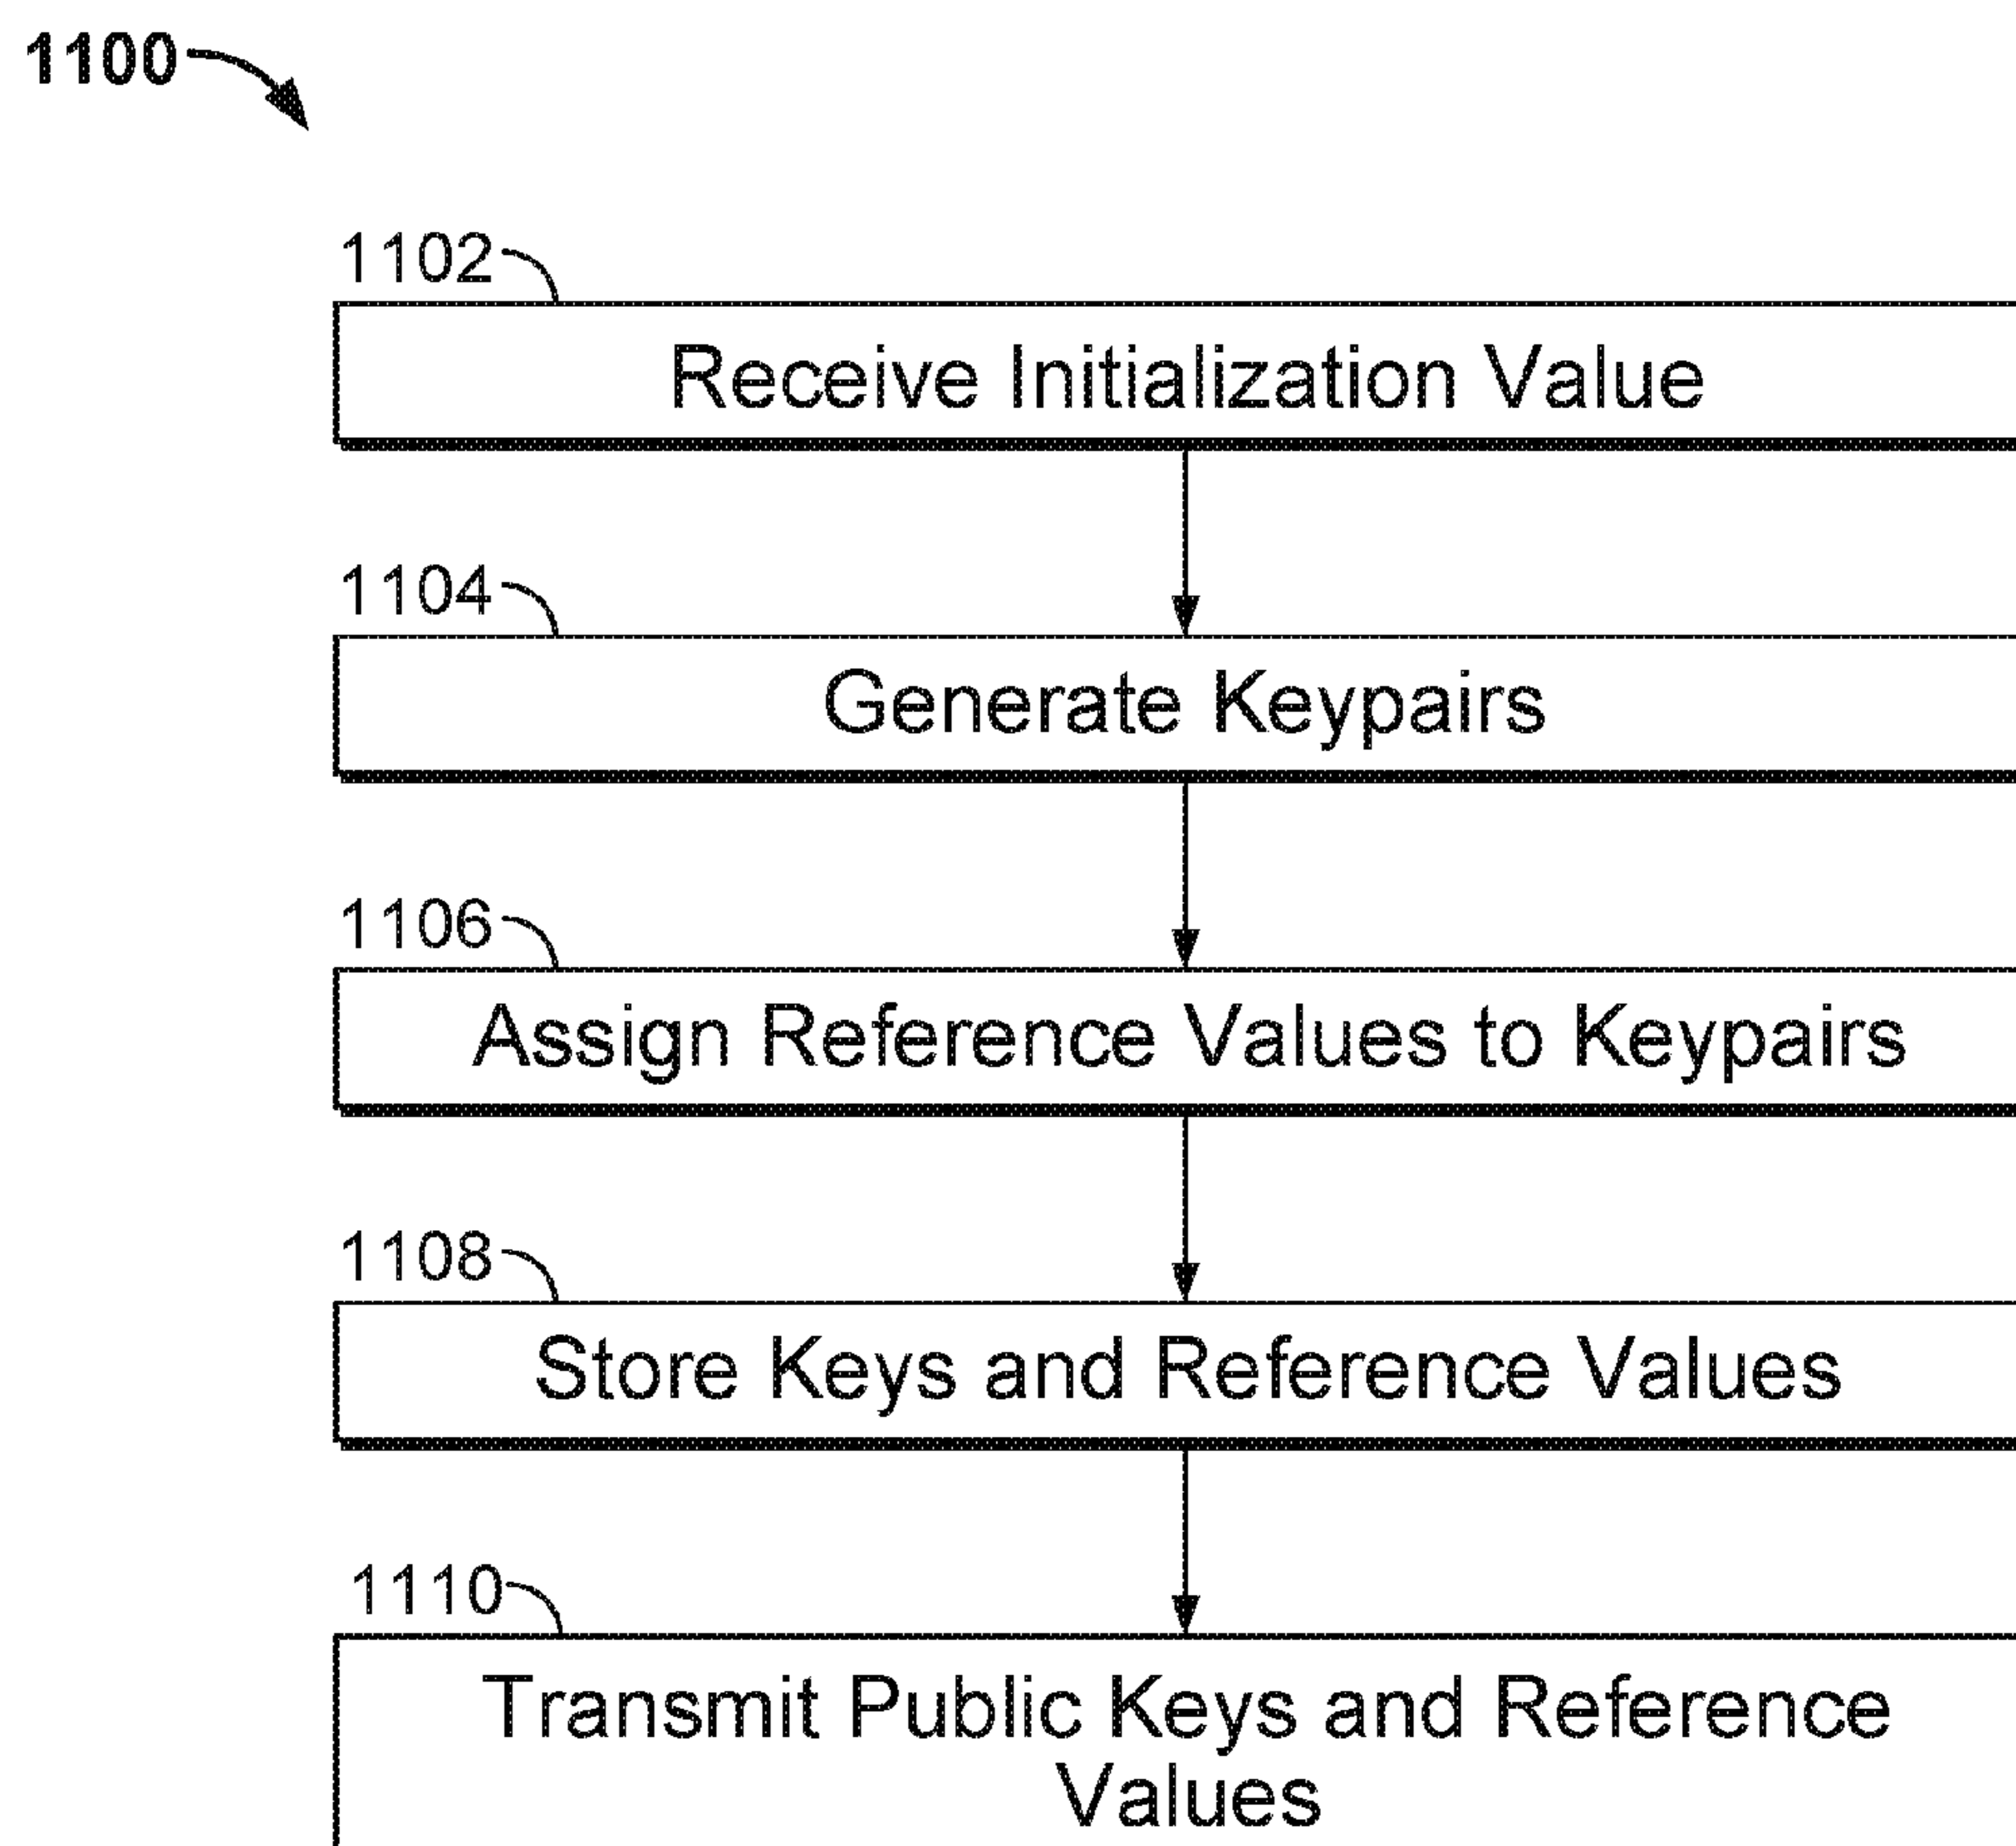 1100
1102
Receive Initialization Value
1104
Generate Keypairs
1106
Assign Reference Values to Keypairs
1108
Store Keys and Reference Values
1110
Transmit Public Keys and Reference
Values